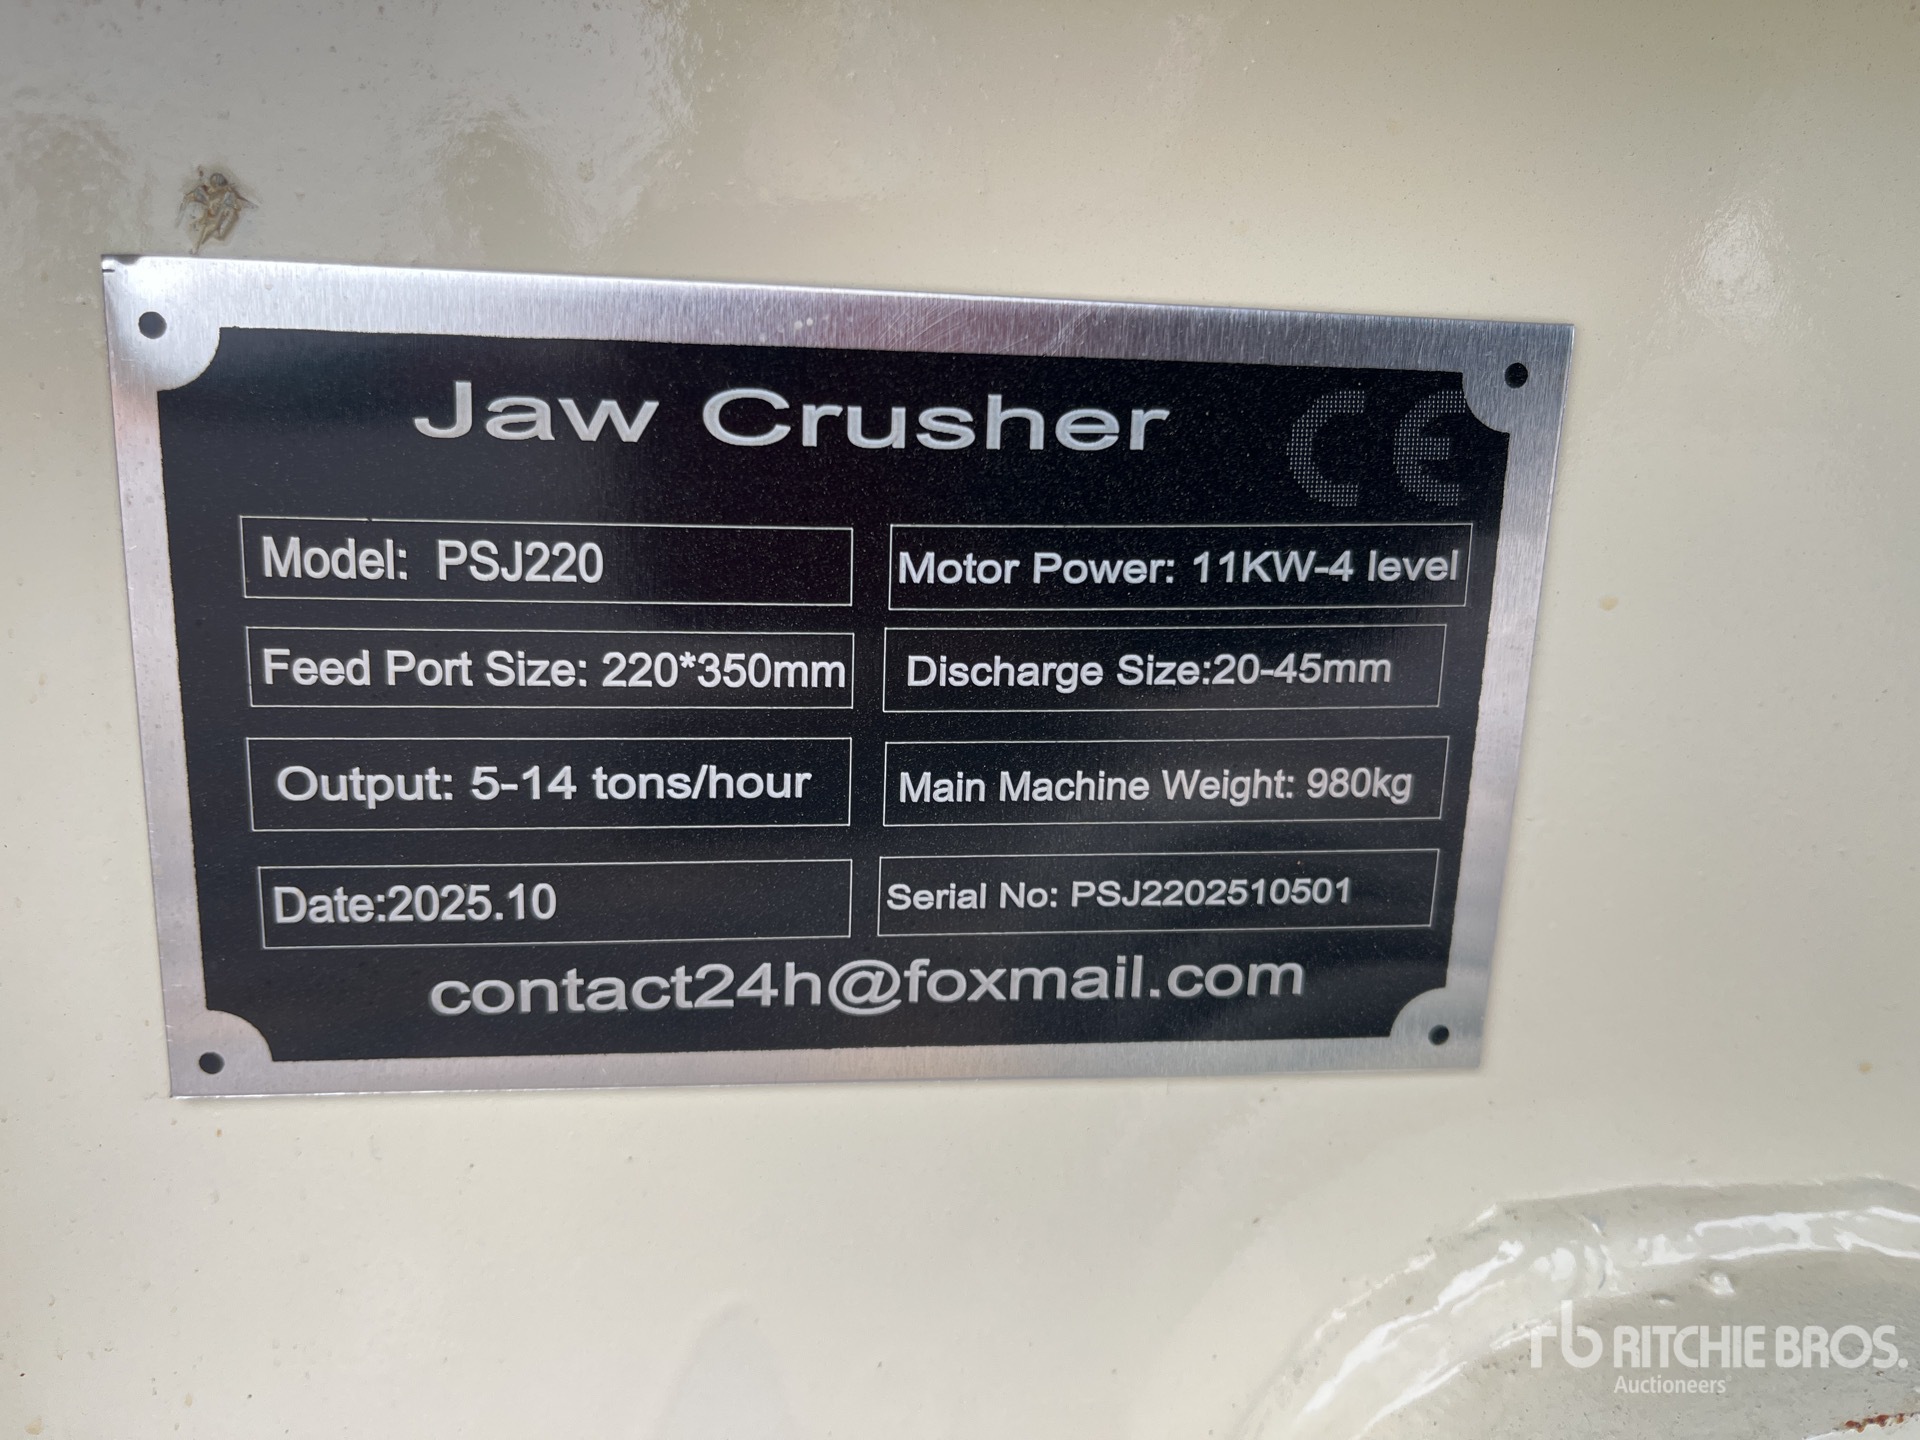 Jaw Crusher
CE
Model: PSJ220
Motor Power: 11KW-4 level
Feed Port Size: 220*350mm
Discharge Size:20-45mm
Output: 5-14 tons/hour
Main Machine Weight: 980kg
Date:2025.10
Serial No: PSJ2202510501
contact24h@foxmail.com
rb RITCHIE BROS.
Auctioneers